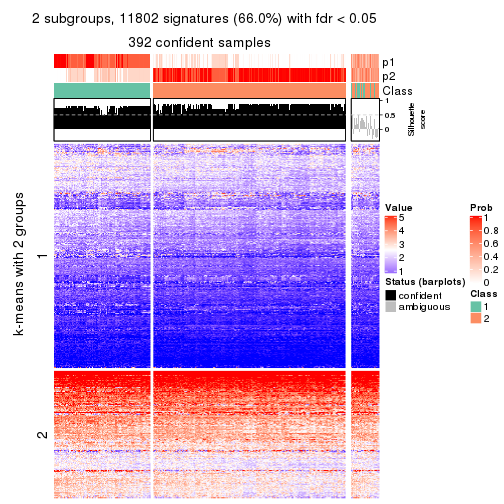 2 subgroups, 11802 signatures (66.0%) with fdr < 0.05
392 confident samples
p1
p2
Class
1
0.5
0
Silhouette
score
k-means with 2 groups
1
2
Value
5
4
3
2
1
Status (barplots)
confident
ambiguous
Prob
1
0.8
0.6
0.4
0.2
0
Class
1
2